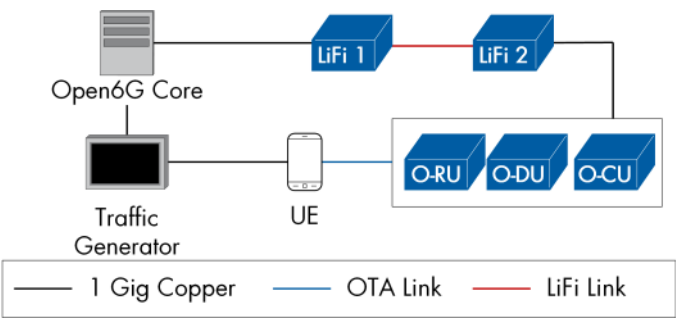 LiFi 1
LiFi 2
Open6G Core
O-RU
O-DU
O-CU
Traffic
Generator
UE
1 Gig Copper
OTA Link
LiFi Link